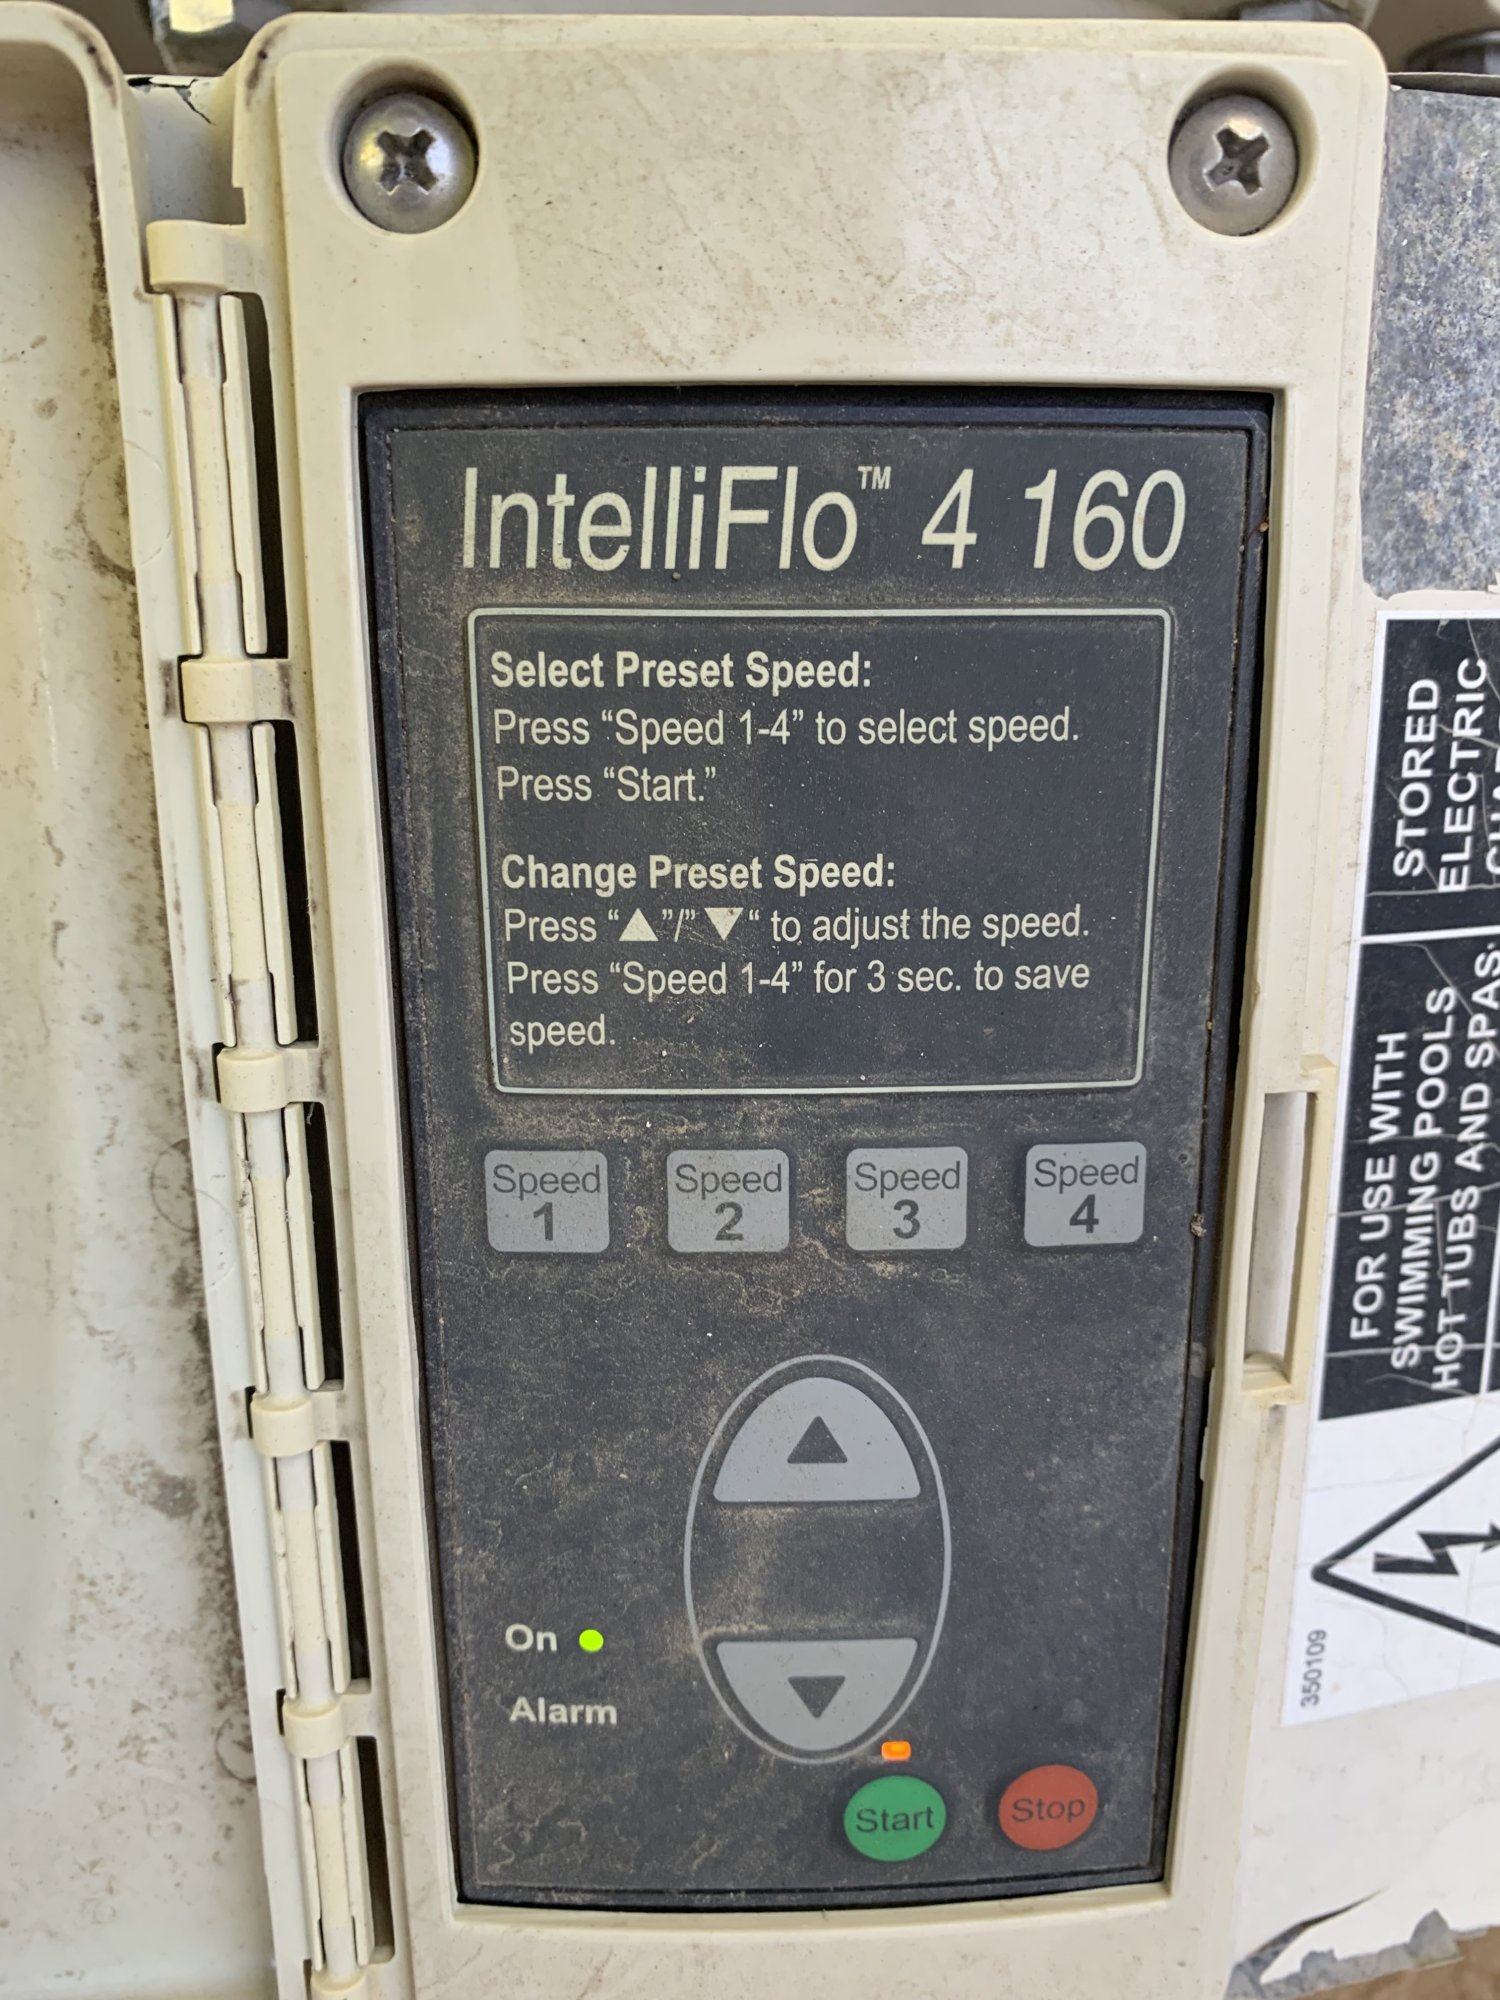 IntelliFlo™ 4 160
Select Preset Speed:
Press “Speed 1-4” to select speed.
Press “Start.”
Change Preset Speed:
Press “▲”/” ▼“ to adjust the speed.
Press “Speed 1-4” for 3 sec. to save
speed.
Speed
1
Speed
2
Speed
3
Speed
4
On
Alarm
Start
Stop
STORED
ELECTRIC
FOR USE WITH
SWIMMING POOLS
HOT TUBS AND SPAS.
350109